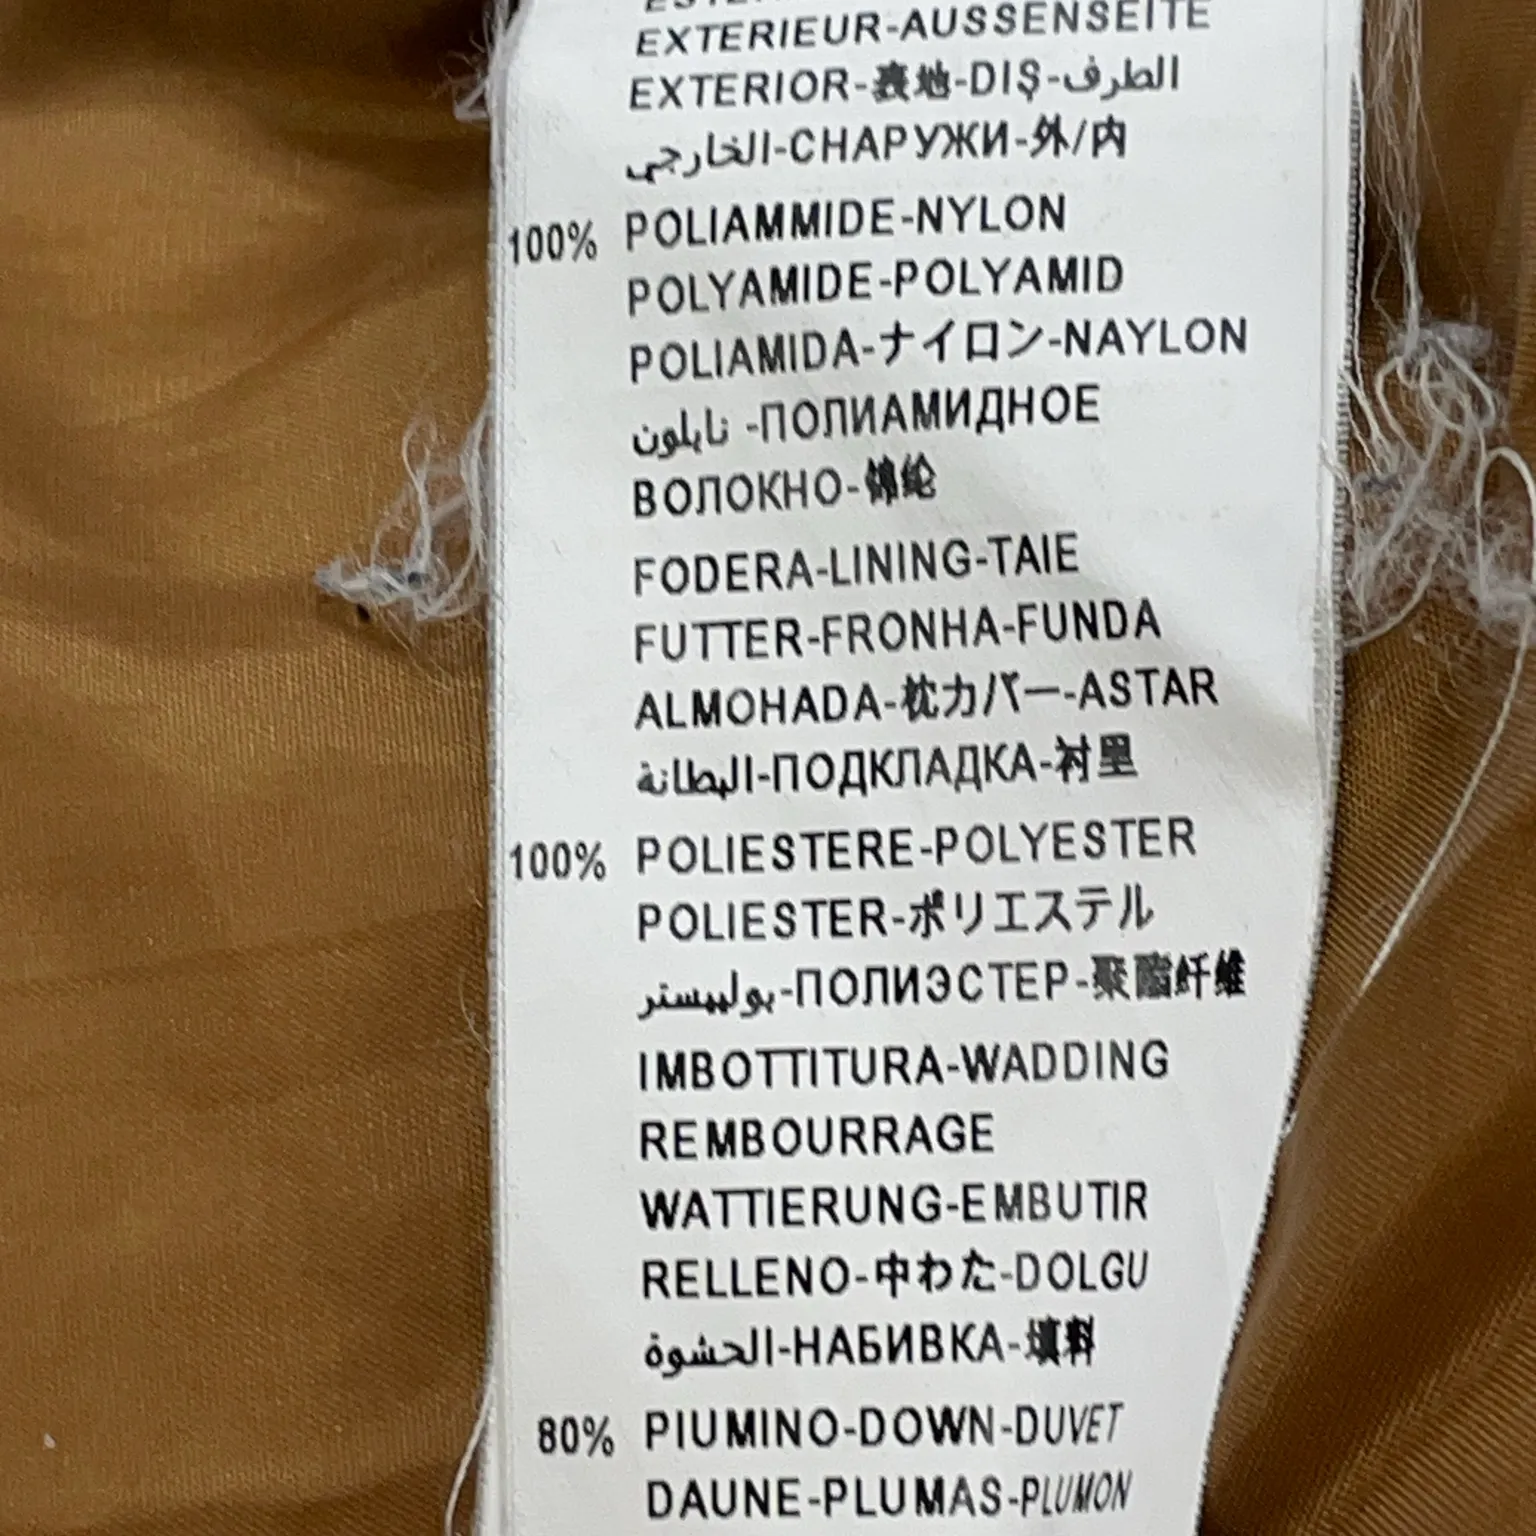 EXTERIEUR-AUSSENSEITE
EXTERIOR-表地-DIŞ-الطرف
الخارجي-СНАРУЖИ-外/内
100% POLIAMMIDE-NYLON
POLYAMIDE-POLYAMID
POLIAMIDA-ナイロン-NAYLON
نايلون -ПОЛИАМИДНОЕ
ВОЛОКНО-锦纶
FODERA-LINING-TAIE
FUTTER-FRONHA-FUNDA
ALMOHADA-枕カバー-ASTAR
البطانة-ПОДКЛАДКА-衬里
100% POLIESTERE-POLYESTER
POLIESTER-ポリエステル
بوليستر-ПОЛИЭСТЕР-聚酯纤维
IMBOTTITURA-WADDING
REMBOURRAGE
WATTIERUNG-EMBUTIR
RELLENO-中わた-DOLGU
الحشوة-НАБИВКА-填料
80% PIUMINO-DOWN-DUVET
DAUNE-PLUMAS-PLUMON